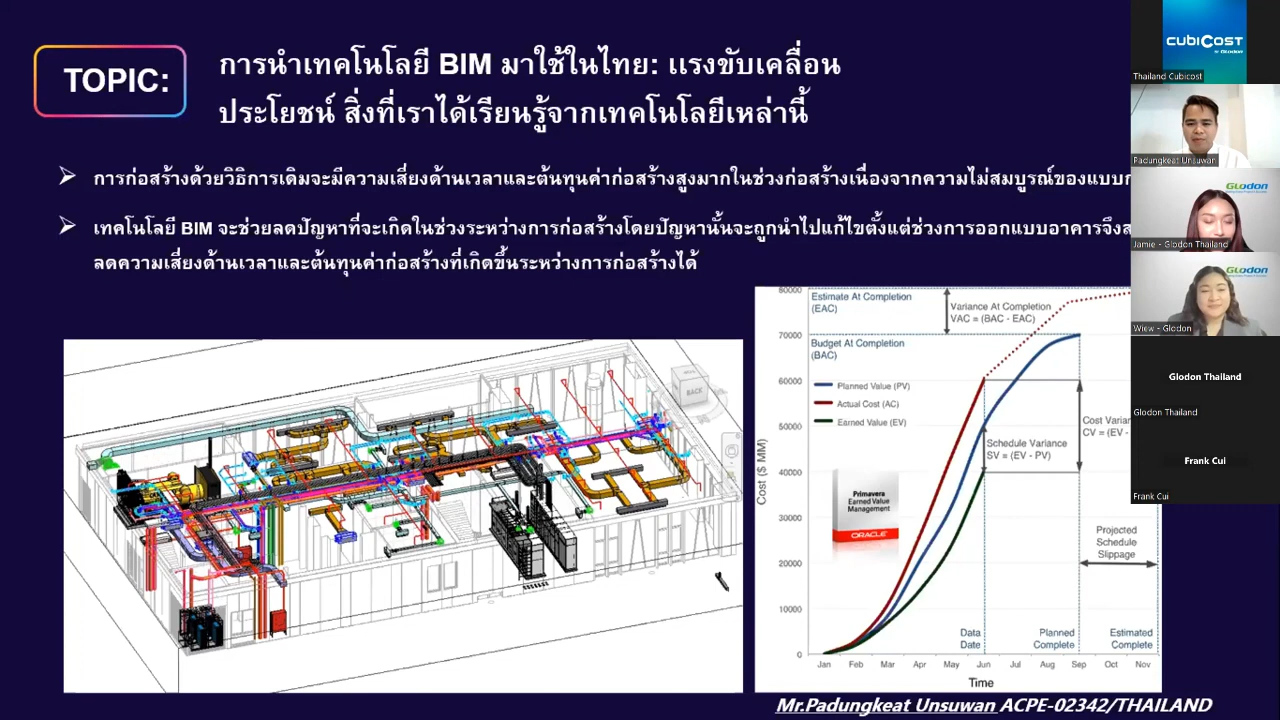 TOPIC:
การนำเทคโนโลยี BIM มาใช้ในไทย: แรงขับเคลื่อน
ประโยชน์ สิ่งที่เราได้เรียนรู้จากเทคโนโลยีเหล่านี้
การก่อสร้างด้วยวิธิการเดิมจะมีความเสี่ยงด้านเวลาและต้นทุนค่าก่อสร้างสูงมากในช่วงก่อสร้างเนื่องจากความไม่สมบูรณ์ของแบบ
เทคโนโลยี BIM จะช่วยลดปัญหาที่จะเกิดในช่วงระหว่างการก่อสร้างโดยปัญหานั้นจะถูกนำไปแก้ไขตั้งแต่ช่วงการออกแบบอาคารจึง
ลดความเสี่ยงด้านเวลาและต้นทุนค่าก่อสร้างที่เกิดขึ้นระหว่างการก่อสร้างได้
BACK
80000
70000
60000
50000
40000
30000
20000
10000
0
Cost ($ MM)
Estimate At Completion
(EAC)
Variance At Completion
VAC = (BAC - EAC)
Budget At Completion
(BAC)
Planned Value (PV)
Actual Cost (AC)
Earned Value (EV)
Schedule Variance
SV = (EV - PV)
Cost
CV = (EV -
Primavera
Earned Value
Management
ORACLE
Projected
Schedule
Slippage
Data
Date
Planned
Complete
Estimated
Complete
Jan Feb Mar Apr May Jun Jul Aug Sep Oct Nov
Time
Mr.Padungkeat Unsuwan ACPE-02342/THAILAND
CUBICOST
by Glodon
Thailand Cubicost
Padungkeat Unsuwan
GLodon
Jamie - Glodon Thailand
GLodon
Wiew - Glodon
Glodon Thailand
Glodon Thailand
Frank Cui
Frank Cui